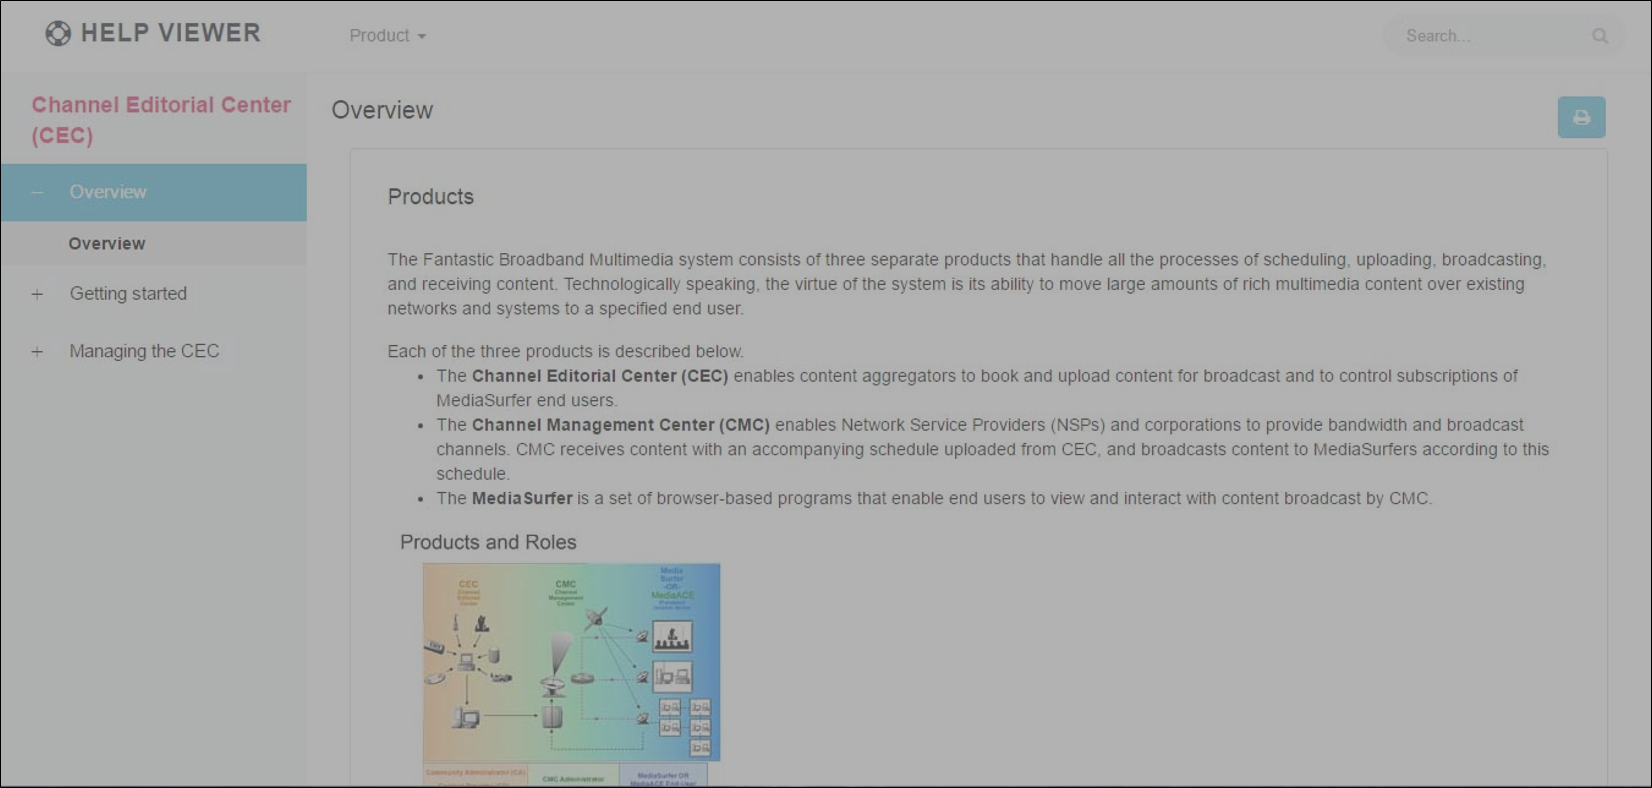 HELP VIEWER
Product
Search...
Channel Editorial Center
(CEC)
Overview
Overview
Getting started
Managing the CEC
Overview
Products
The Fantastic Broadband Multimedia system consists of three separate products that handle all the processes of scheduling, uploading, broadcasting,
and receiving content. Technologically speaking, the virtue of the system is its ability to move large amounts of rich multimedia content over existing
networks and systems to a specified end user.
Each of the three products is described below.
• The Channel Editorial Center (CEC) enables content aggregators to book and upload content for broadcast and to control subscriptions of
MediaSurfer end users.
• The Channel Management Center (CMC) enables Network Service Providers (NSPs) and corporations to provide bandwidth and broadcast
channels. CMC receives content with an accompanying schedule uploaded from CEC, and broadcasts content to MediaSurfers according to this
schedule.
• The MediaSurfer is a set of browser-based programs that enable end users to view and interact with content broadcast by CMC.
Products and Roles
CEC
Channel
Editorial
Center
CMC
Channel
Management
Center
Media
Surfer
-OR-
MediaACE
Community Administrator (CA)
CMC Administrator
MediaSurfer OR
MediaACE End-User